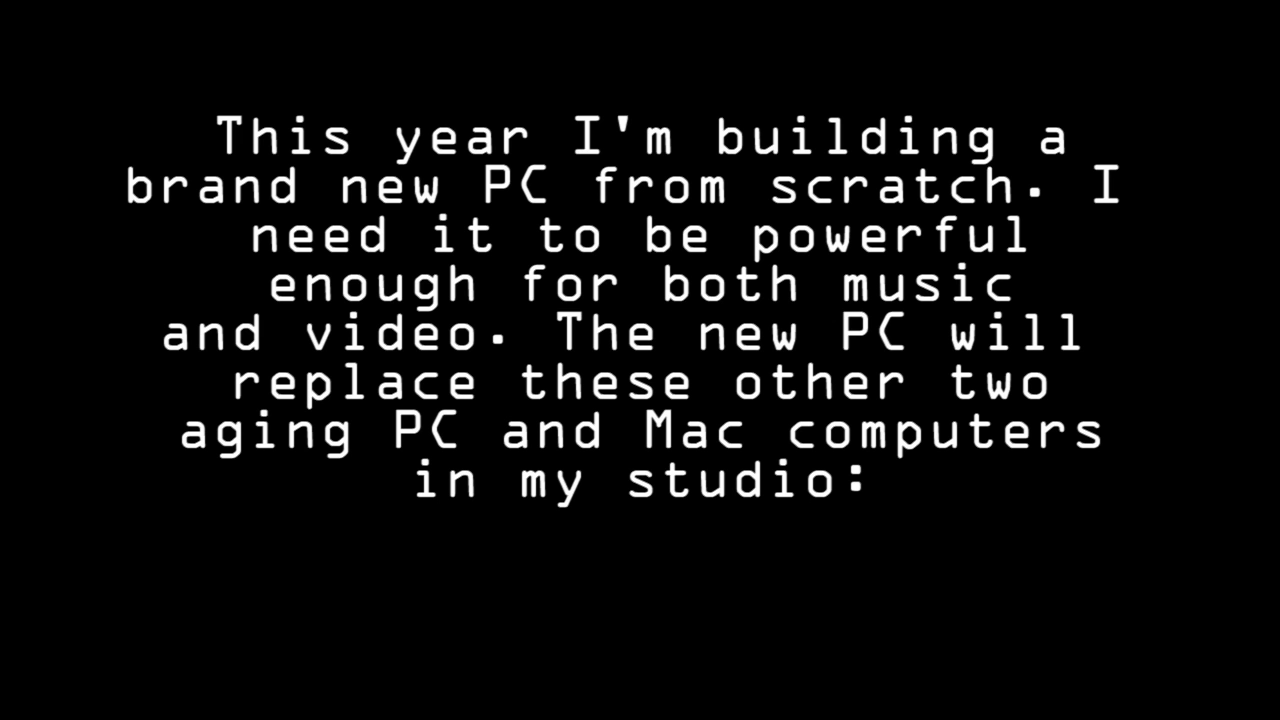 This year I'm building a
brand new PC from scratch. I
need it to be powerful
enough for both music
and video. The new PC will
replace these other two
aging PC and Mac computers
in my studio: